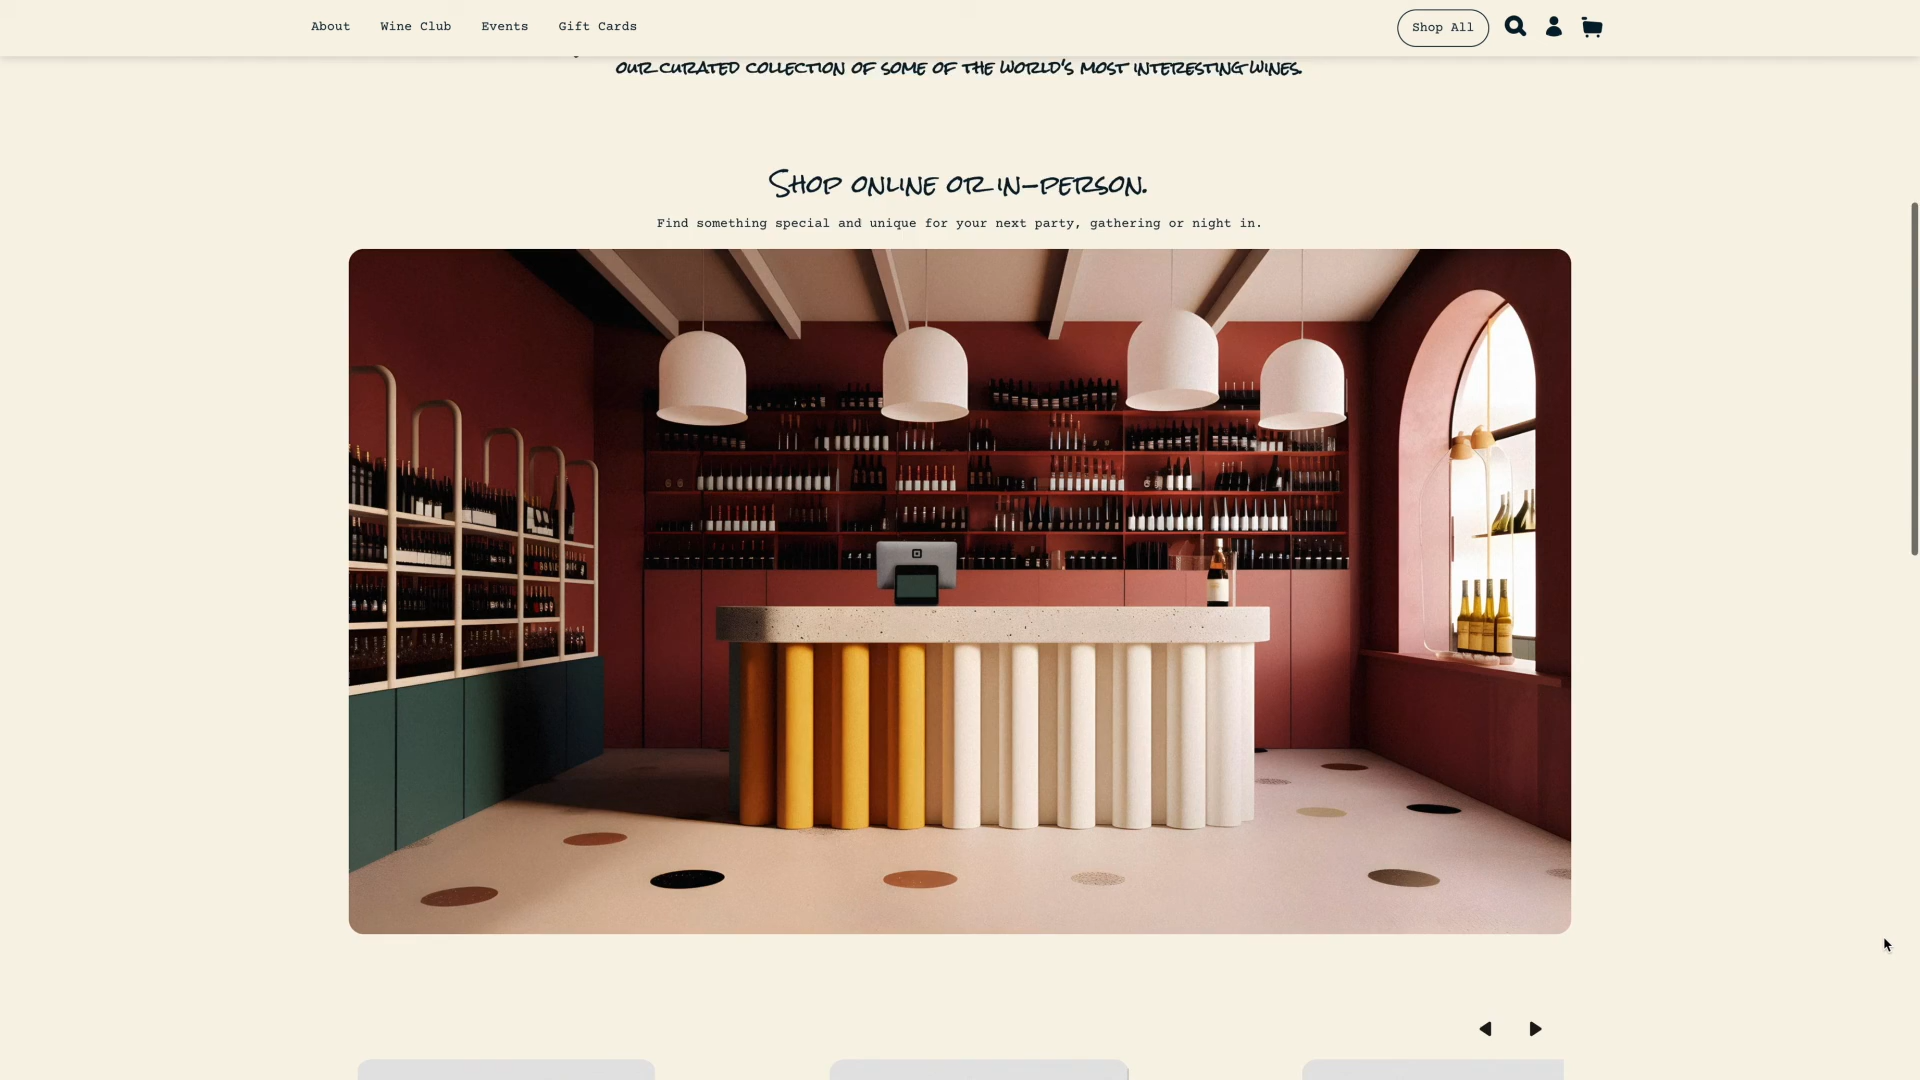 About Wine Club Events Gift Cards Shop All
our curated collection of some of the world's most interesting wines.
Shop online or in-person.
Find something special and unique for your next party, gathering or night in.